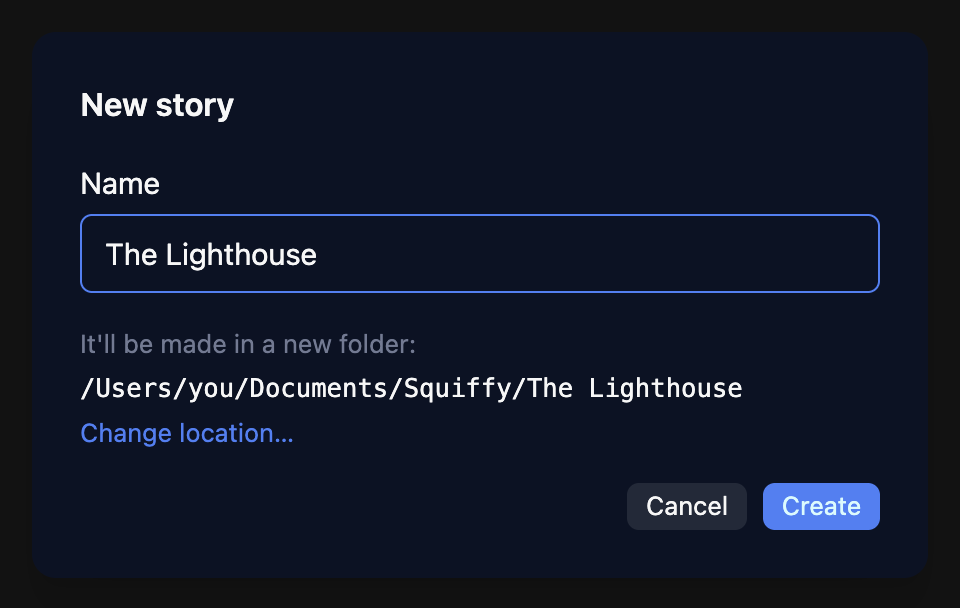 New story
Name
The Lighthouse
It'll be made in a new folder:
/Users/you/Documents/Squiffy/The Lighthouse
Change location...
Cancel
Create